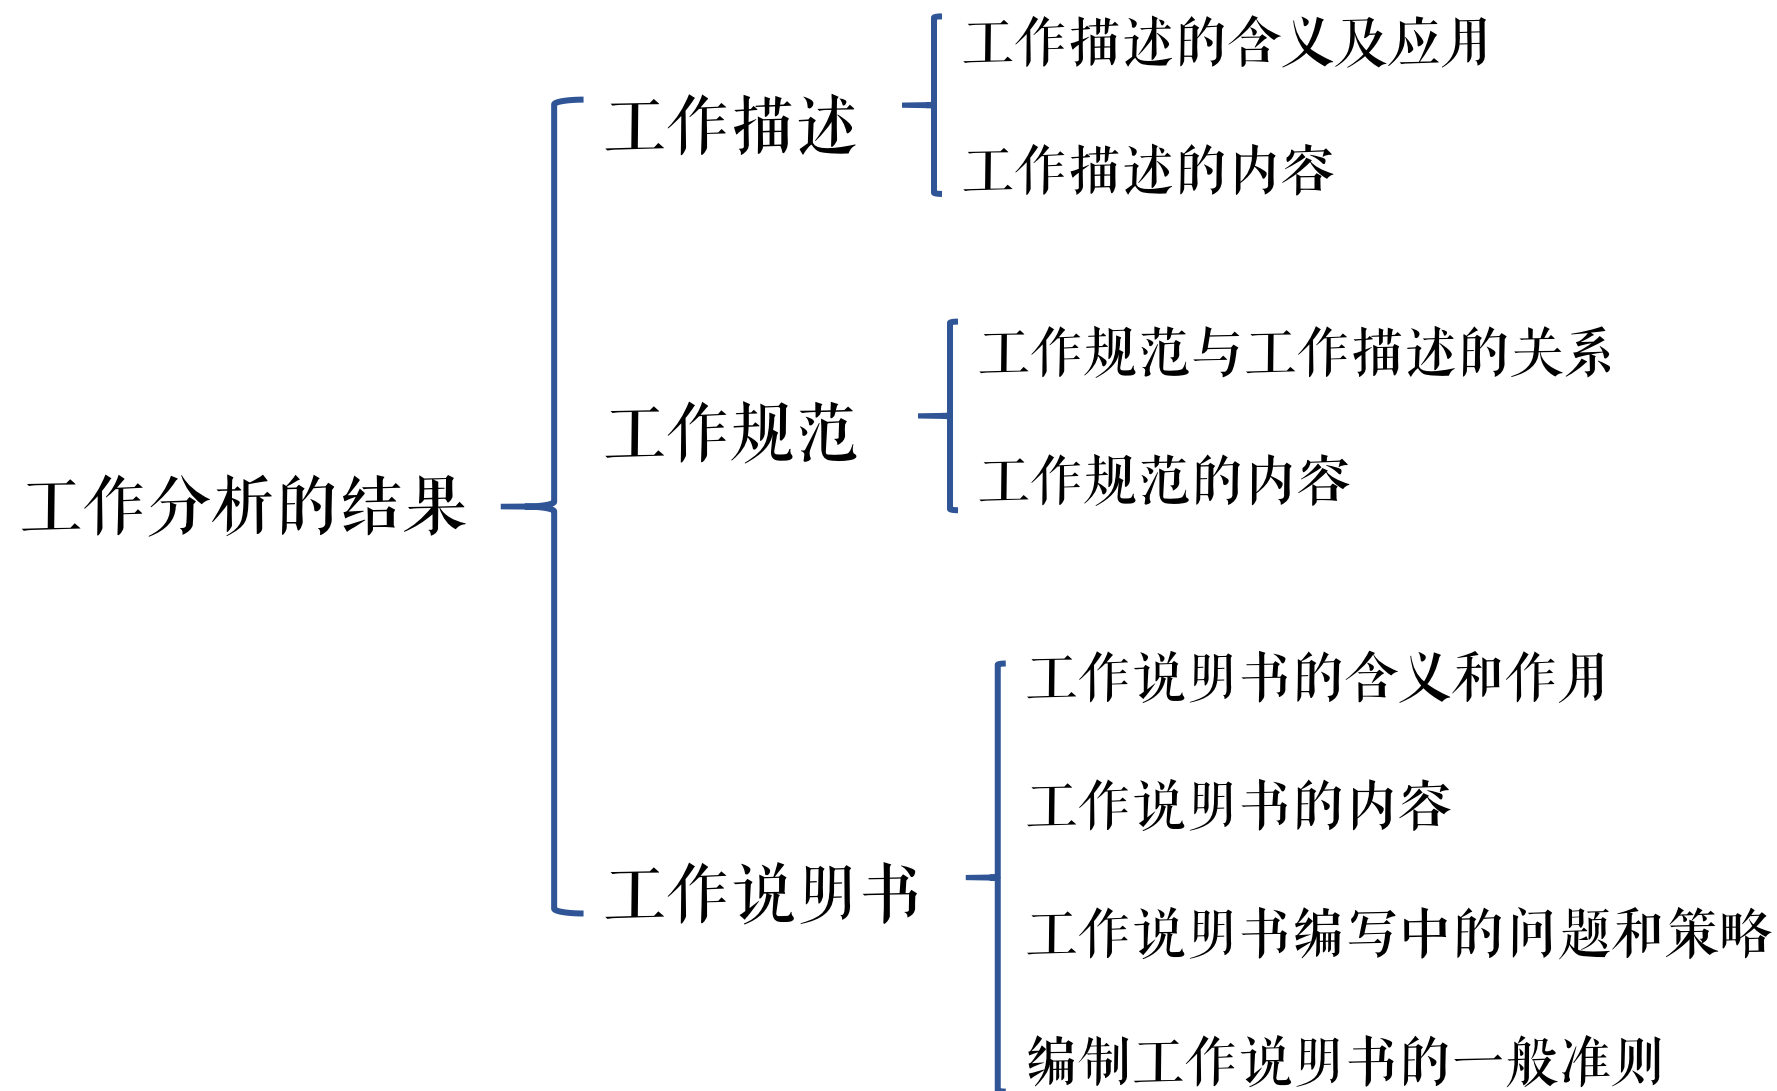 工作分析的结果
工作描述
工作描述的含义及应用
工作描述的内容
工作规范
工作规范与工作描述的关系
工作规范的内容
工作说明书
工作说明书的含义和作用
工作说明书的内容
工作说明书编写中的问题和策略
编制工作说明书的一般准则